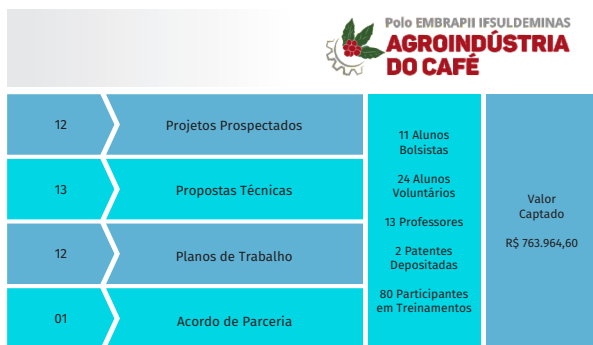 Polo EMBRAPII IFSULDEMINAS
AGROINDÚSTRIA
DO CAFÉ
12
Projetos Prospectados
13
Propostas Técnicas
12
Planos de Trabalho
01
Acordo de Parceria
11 Alunos
Bolsistas
24 Alunos
Voluntários
13 Professores
2 Patentes
Depositadas
80 Participantes
em Treinamentos
Valor
Captado
R$ 763.964,60